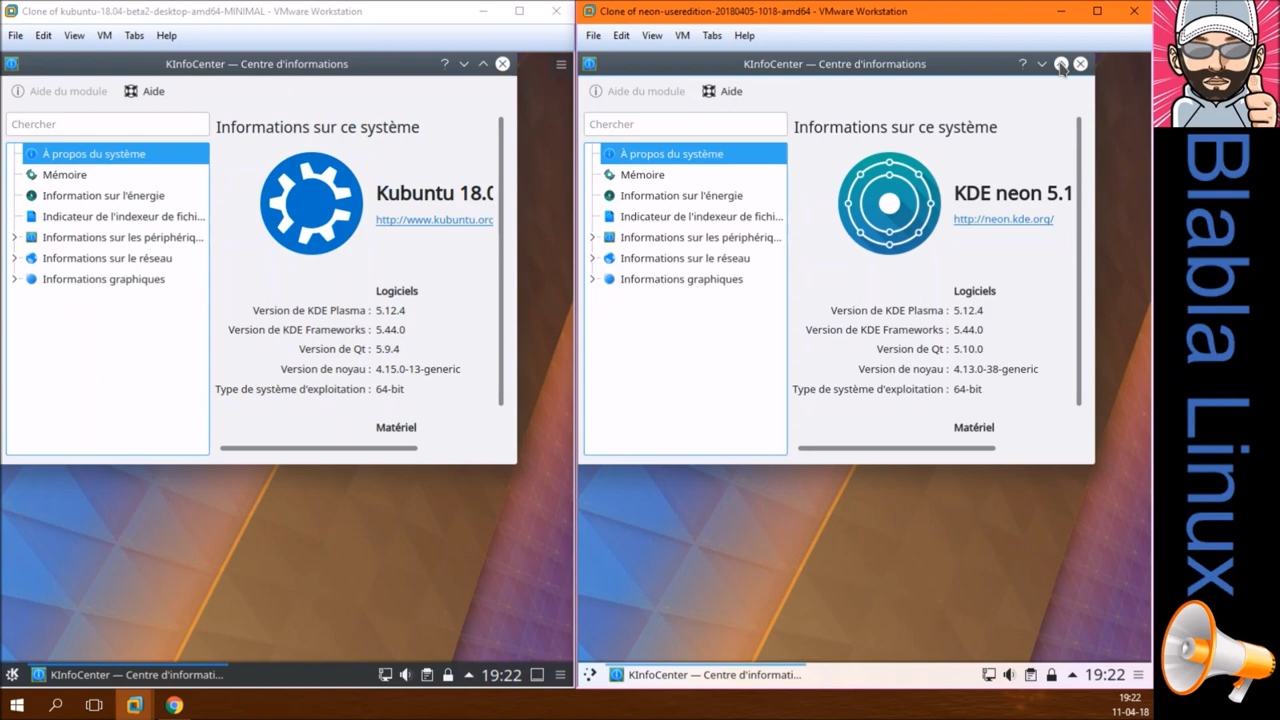 Clone of kubuntu-18.04-beta2-desktop-amd64-MINIMAL - VMware Workstation
File Edit View VM Tabs Help
KInfoCenter — Centre d'informations
Aide du module Aide
Chercher
À propos du système
Mémoire
Information sur l'énergie
Indicateur de l'indexeur de fichi...
Informations sur les périphériq...
Informations sur le réseau
Informations graphiques
Informations sur ce système
Kubuntu 18.0
http://www.kubuntu.org
Logiciels
Version de KDE Plasma : 5.12.4
Version de KDE Frameworks : 5.44.0
Version de Qt : 5.9.4
Version de noyau : 4.15.0-13-generic
Type de système d'exploitation : 64-bit
Matériel
KInfoCenter — Centre d'informati...
19:22
Clone of neon-useredition-20180405-1018-amd64 - VMware Workstation
File Edit View VM Tabs Help
KInfoCenter — Centre d'informations
Aide du module Aide
Chercher
À propos du système
Mémoire
Information sur l'énergie
Indicateur de l'indexeur de fichi...
Informations sur les périphériq...
Informations sur le réseau
Informations graphiques
Informations sur ce système
KDE neon 5.1
http://neon.kde.org/
Logiciels
Version de KDE Plasma : 5.12.4
Version de KDE Frameworks : 5.44.0
Version de Qt : 5.10.0
Version de noyau : 4.13.0-38-generic
Type de système d'exploitation : 64-bit
Matériel
KInfoCenter — Centre d'informati...
19:22
19:22
11-04-18
Blabla Linux